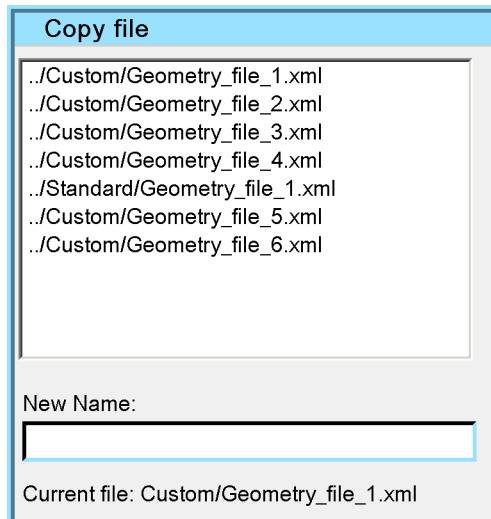 Copy file
../Custom/Geometry_file_1.xml
../Custom/Geometry_file_2.xml
../Custom/Geometry_file_3.xml
../Custom/Geometry_file_4.xml
../Standard/Geometry_file_1.xml
../Custom/Geometry_file_5.xml
../Custom/Geometry_file_6.xml
New Name:
Current file: Custom/Geometry_file_1.xml